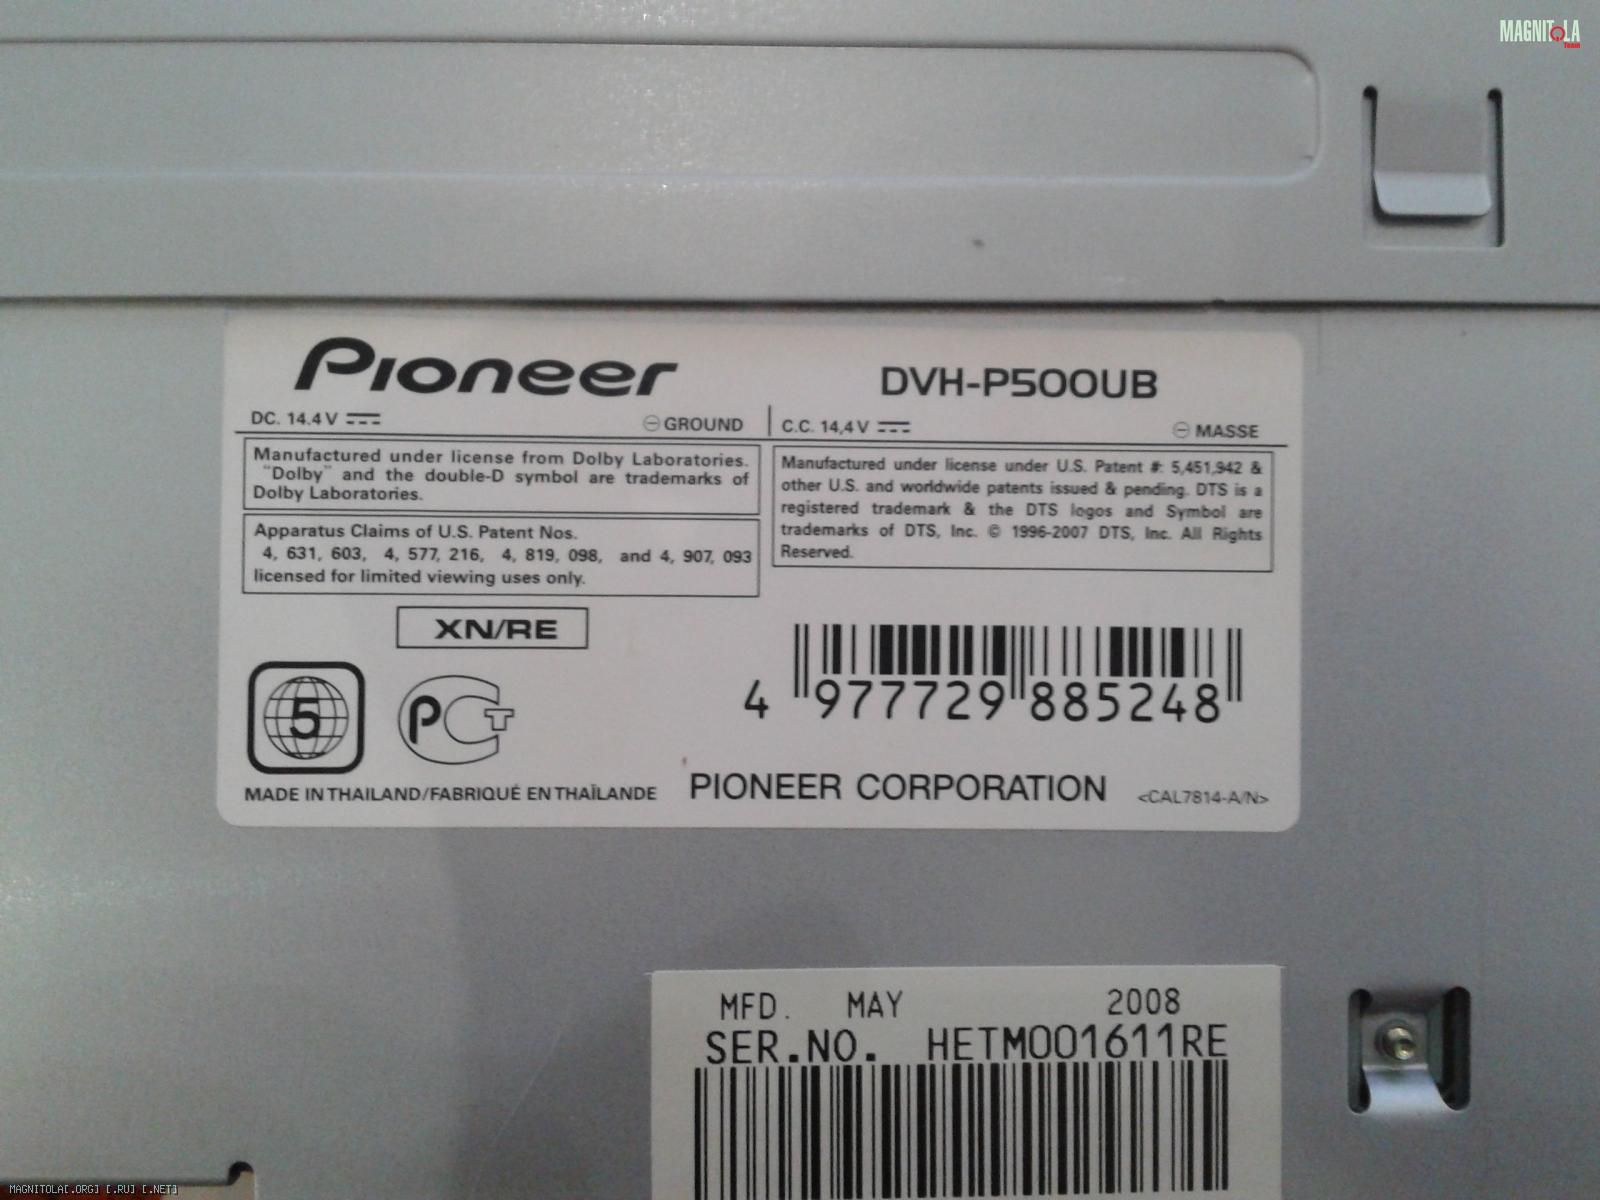 MAGNITOLA
Team
Pioneer DVH-P500UB
DC. 14.4 V GROUND C.C. 14,4 V MASSE
Manufactured under license from Dolby Laboratories.
"Dolby" and the double-D symbol are trademarks of
Dolby Laboratories.
Apparatus Claims of U.S. Patent Nos.
4, 631, 603, 4, 577, 216, 4, 819, 098, and 4, 907, 093
licensed for limited viewing uses only.
Manufactured under license under U.S. Patent #: 5,451,942 &
other U.S. and worldwide patents issued & pending. DTS is a
registered trademark & the DTS logos and Symbol are
trademarks of DTS, Inc. © 1996-2007 DTS, Inc. All Rights
Reserved.
XN/RE
5 РСТ
4 977729 885248
MADE IN THAILAND/FABRIQUÉ EN THAÏLANDE PIONEER CORPORATION <CAL7814-A/N>
MFD. MAY 2008
SER.NO. HETM001611RE
MAGNITOLA[.ORG] [.RU] [.NET]